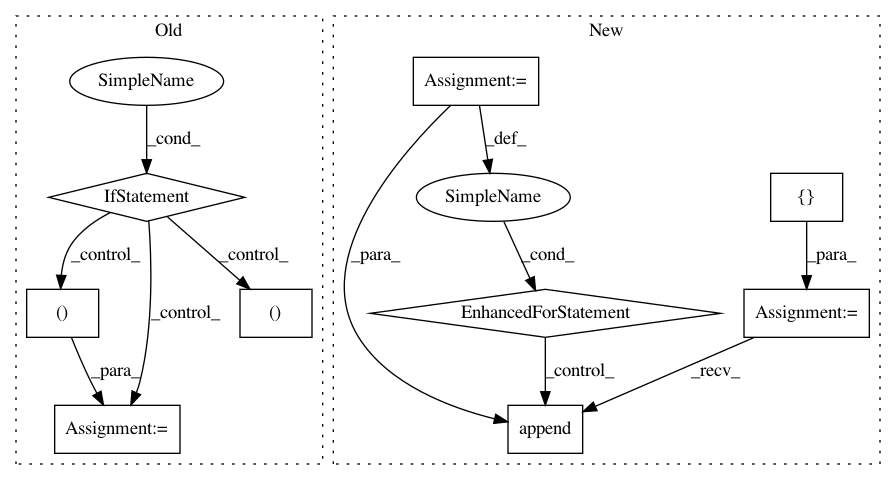 Old
New
SimpleName
Assignment:=
_cond_
_def_
IfStatement
SimpleName
{}
_control_
_control_
_para_
_cond_
_para_
()
_control_
()
EnhancedForStatement
Assignment:=
_para_
_control_
_recv_
Assignment:=
append